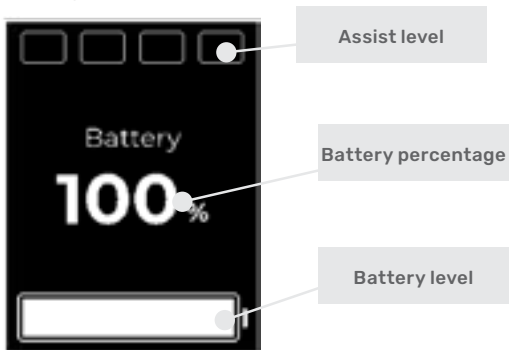 Assist level
Battery
100%
Battery percentage
Battery level